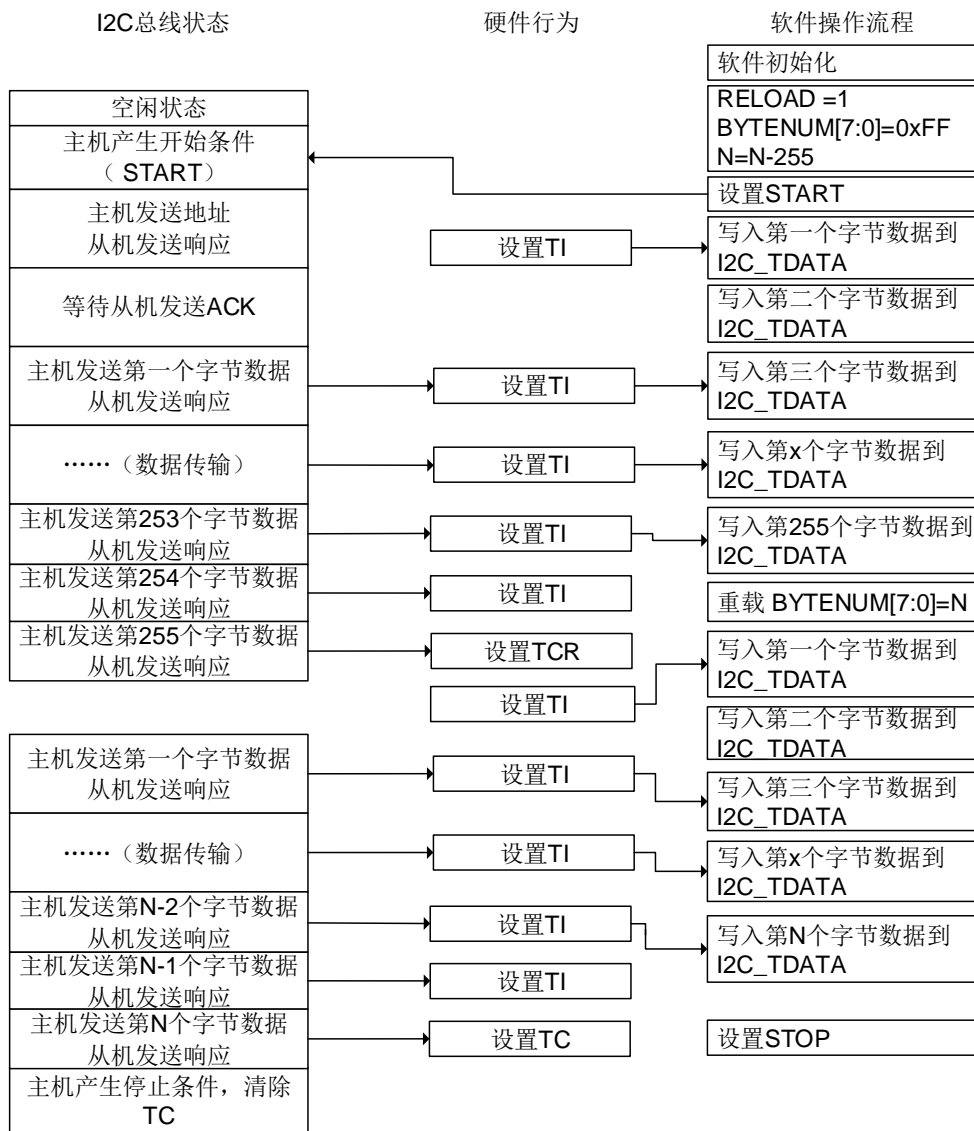 I2C总线状态
硬件行为
软件操作流程
软件初始化
空闲状态
RELOAD =1
BYTENUM[7:0]=0xFF
N=N-255
主机产生开始条件
（ START）
设置START
主机发送地址
从机发送响应
设置TI
写入第一个字节数据到
I2C_TDATA
等待从机发送ACK
写入第二个字节数据到
I2C_TDATA
主机发送第一个字节数据
从机发送响应
设置TI
写入第三个字节数据到
I2C_TDATA
……（数据传输）
设置TI
写入第x个字节数据到
I2C_TDATA
主机发送第253个字节数据
从机发送响应
设置TI
写入第255个字节数据到
I2C_TDATA
主机发送第254个字节数据
从机发送响应
设置TI
重载 BYTENUM[7:0]=N
主机发送第255个字节数据
从机发送响应
设置TCR
设置TI
写入第一个字节数据到
I2C_TDATA
写入第二个字节数据到
I2C_TDATA
主机发送第一个字节数据
从机发送响应
设置TI
写入第三个字节数据到
I2C_TDATA
……（数据传输）
设置TI
写入第x个字节数据到
I2C_TDATA
主机发送第N-2个字节数据
从机发送响应
设置TI
写入第N个字节数据到
I2C_TDATA
主机发送第N-1个字节数据
从机发送响应
设置TI
主机发送第N个字节数据
从机发送响应
设置TC
设置STOP
主机产生停止条件，清除
TC